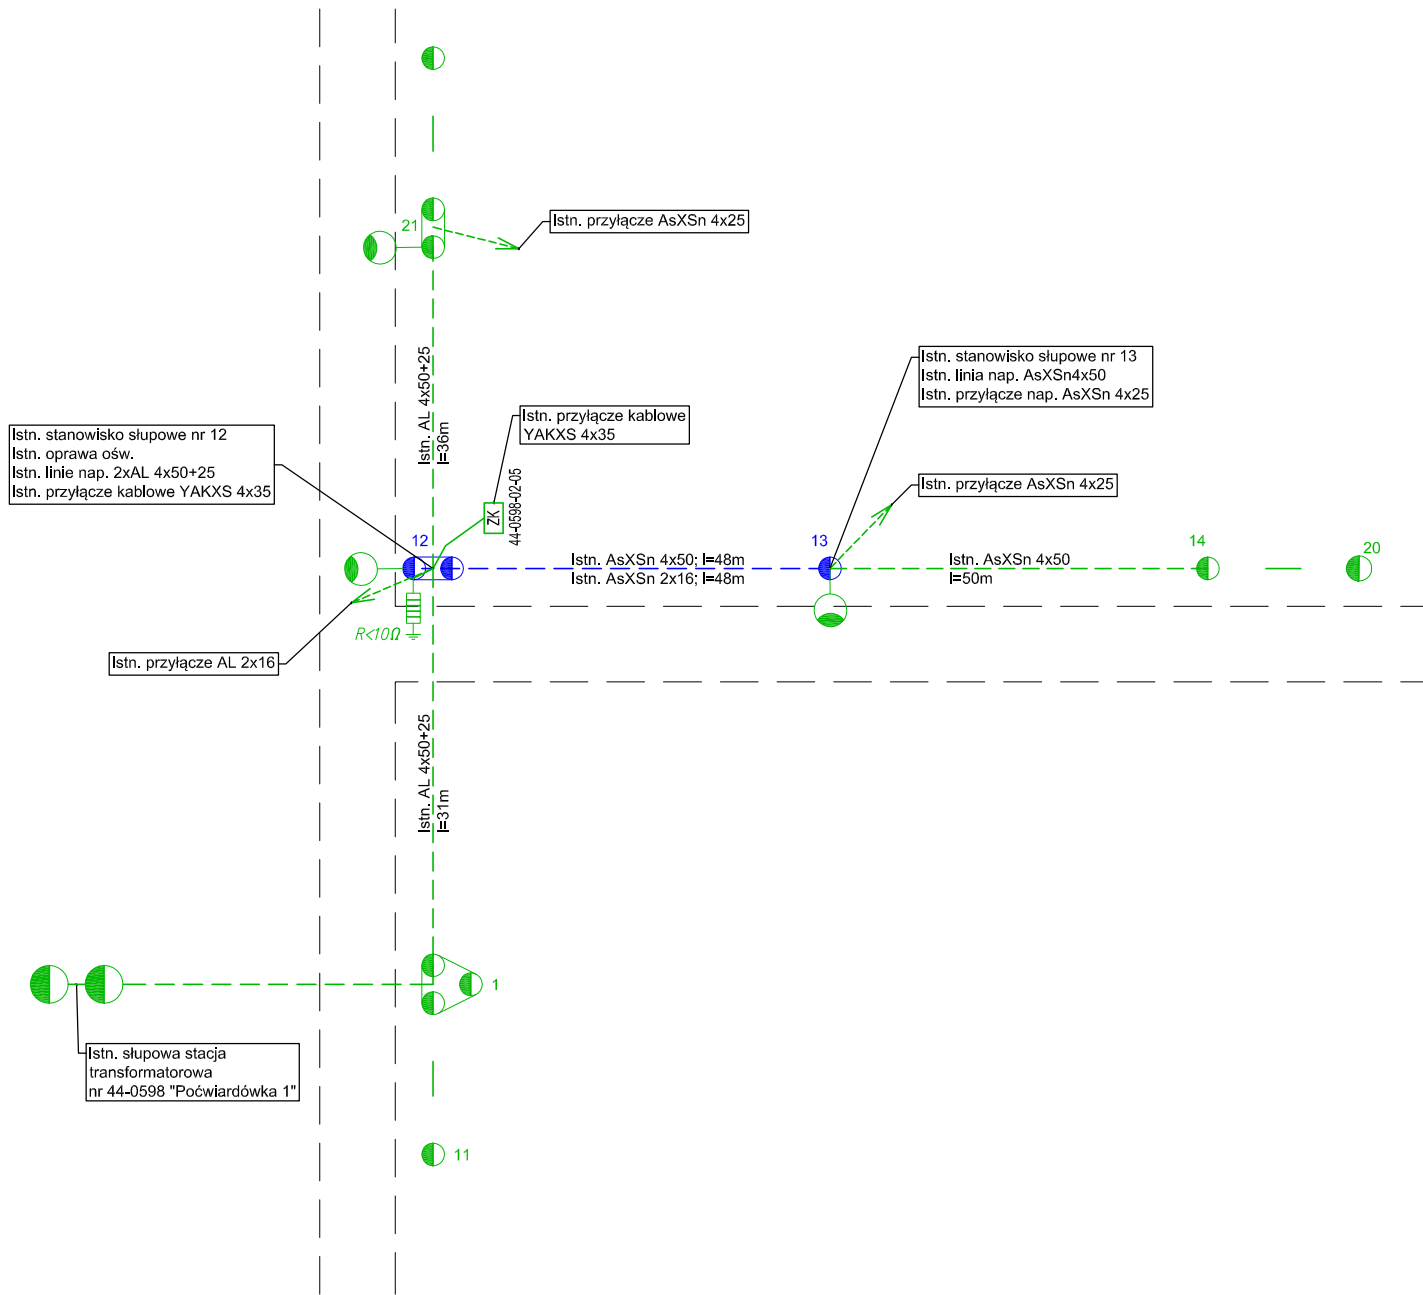 21
Istn. przyłącze AsXSn 4x25
Istn. AL 4x50+25
l=36m
Istn. stanowisko słupowe nr 13
Istn. linia nap. AsXSn4x50
Istn. przyłącze nap. AsXSn 4x25
Istn. przyłącze kablowe
YAKXS 4x35
Istn. stanowisko słupowe nr 12
Istn. oprawa ośw.
Istn. linie nap. 2xAL 4x50+25
Istn. przyłącze kablowe YAKXS 4x35
ZK
44-0598-02-05
Istn. przyłącze AsXSn 4x25
12
13
14
20
Istn. AsXSn 4x50; l=48m
Istn. AsXSn 2x16; l=48m
Istn. AsXSn 4x50
l=50m
R<10Ω
Istn. przyłącze AL 2x16
Istn. AL 4x50+25
l=31m
1
Istn. słupowa stacja
transformatorowa
nr 44-0598 "Poćwiardówka 1"
11